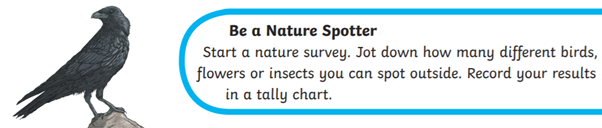 Be a Nature Spotter
Start a nature survey. Jot down how many different birds,
flowers or insects you can spot outside. Record your results
in a tally chart.